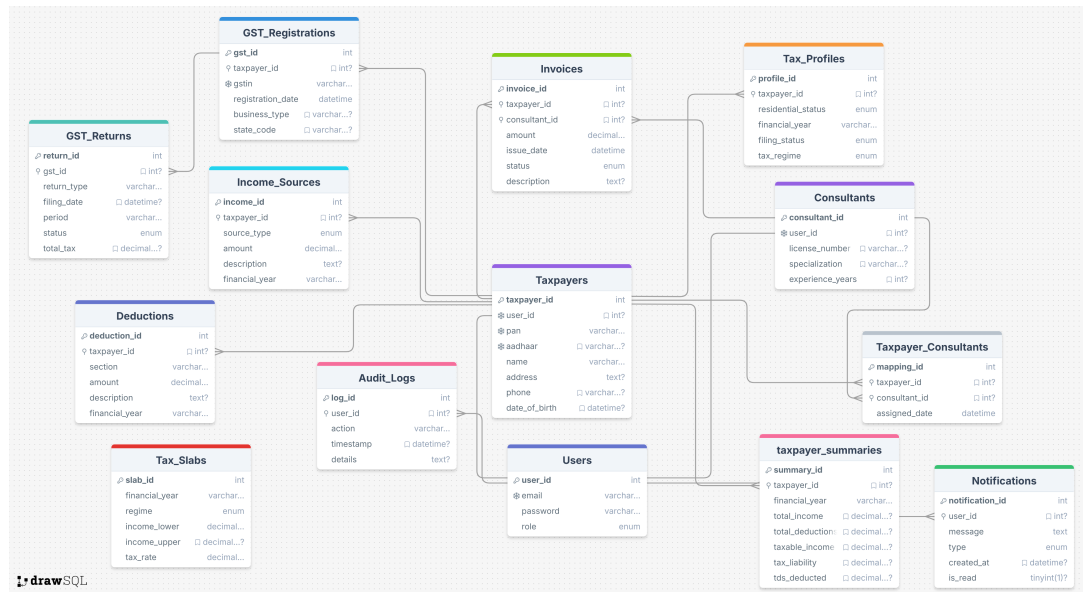 GST_Registrations
gst_id int
taxpayer_id int?
gstin varchar...
registration_date datetime
business_type varchar...?
state_code varchar...?
Invoices
invoice_id int
taxpayer_id int?
consultant_id int?
amount decimal...
issue_date datetime
status enum
description text?
Tax_Profiles
profile_id int
taxpayer_id int?
residential_status enum
financial_year varchar...
filing_status enum
tax_regime enum
GST_Returns
return_id int
gst_id int?
return_type varchar...
filing_date datetime?
period varchar...
status enum
total_tax decimal...?
Income_Sources
income_id int
taxpayer_id int?
source_type enum
amount decimal...
description text?
financial_year varchar...
Consultants
consultant_id int
user_id int?
license_number varchar...?
specialization varchar...?
experience_years int?
Taxpayers
taxpayer_id int
user_id int?
pan varchar...
aadhaar varchar...?
name varchar...
address text?
phone varchar...?
date_of_birth datetime?
Deductions
deduction_id int
taxpayer_id int?
section varchar...
amount decimal...
description text?
financial_year varchar...
Taxpayer_Consultants
mapping_id int
taxpayer_id int?
consultant_id int?
assigned_date datetime
Audit_Logs
log_id int
user_id int?
action varchar...
timestamp datetime?
details text?
Tax_Slabs
slab_id int
financial_year varchar...
regime enum
income_lower decimal...
income_upper decimal...?
tax_rate decimal...
Users
user_id int
email varchar...
password varchar...
role enum
taxpayer_summaries
summary_id int
taxpayer_id int?
financial_year varchar...
total_income decimal...?
total_deduction decimal...?
taxable_income decimal...?
tax_liability decimal...?
tds_deducted decimal...?
Notifications
notification_id int
user_id int?
message text
type enum
created_at datetime?
is_read tinyint(1)?
drawSQL